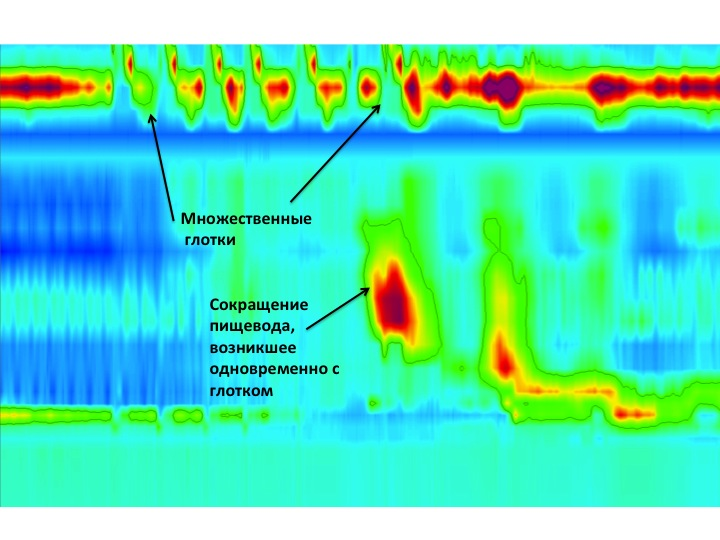 Множественные
глотки
Сокращение
пищевода,
возникшее
одновременно с
глотком